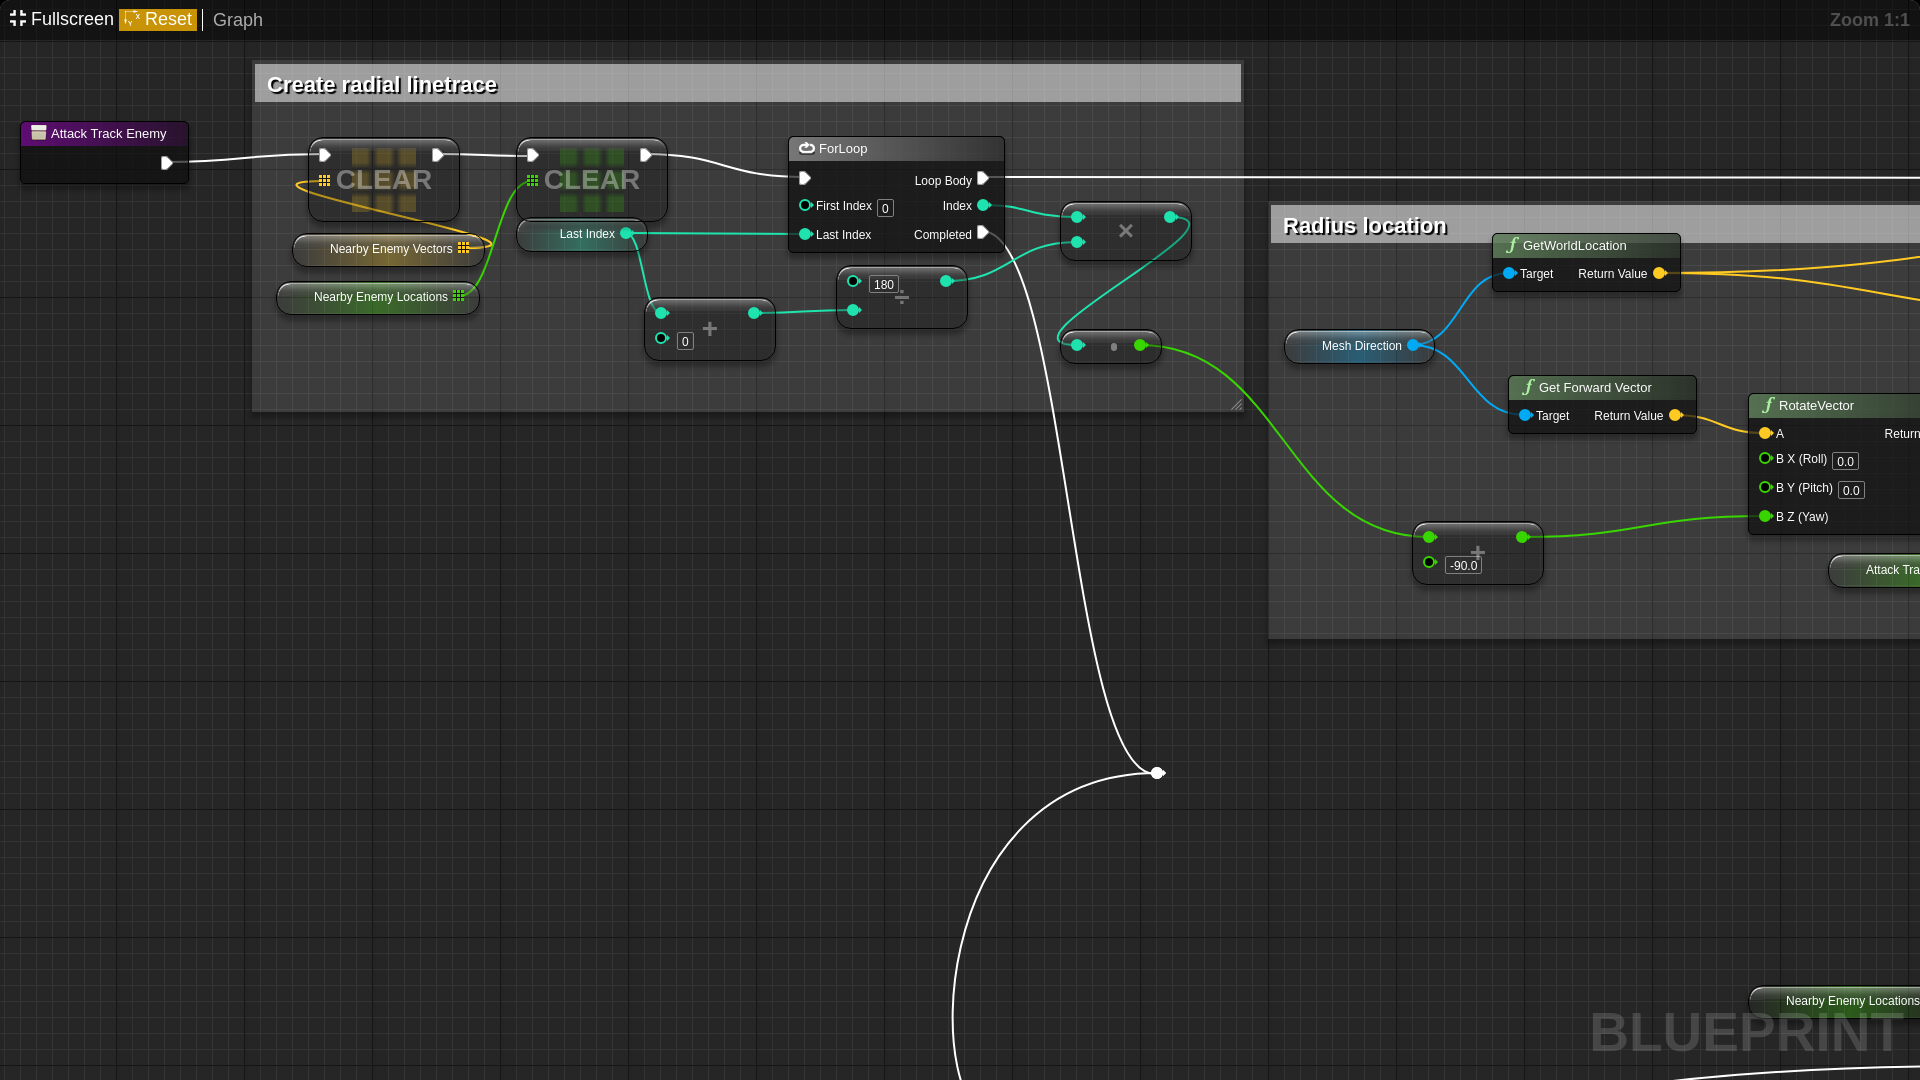 Fullscreen Reset Graph Zoom 1:1
Create radial linetrace
Attack Track Enemy
CLEAR
CLEAR
Nearby Enemy Vectors
Nearby Enemy Locations
Last Index
ForLoop
Loop Body
First Index 0 Index
Last Index Completed
+
0
180
÷
×
Radius location
GetWorldLocation
Target Return Value
Mesh Direction
Get Forward Vector
Target Return Value
RotateVector
A Return
B X (Roll) 0.0
B Y (Pitch) 0.0
B Z (Yaw)
+
-90.0
Attack Tra
Nearby Enemy Locations
BLUEPRINT